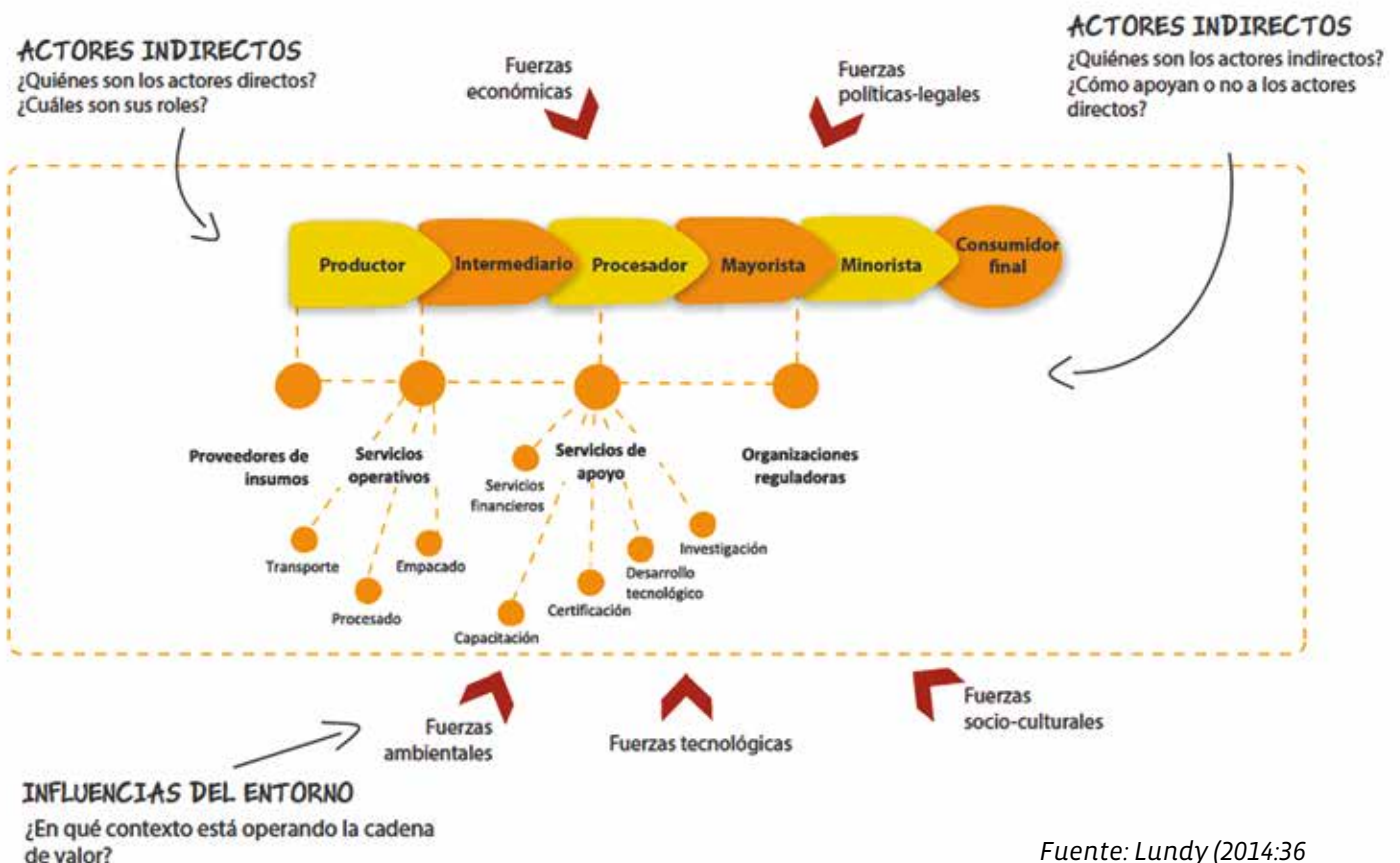 ACTORES INDIRECTOS
¿Quiénes son los actores directos?
¿Cuáles son sus roles?
Fuerzas
económicas
Fuerzas
políticas-legales
ACTORES INDIRECTOS
¿Quiénes son los actores indirectos?
¿Cómo apoyan o no a los actores
directos?
Productor
Intermediario
Procesador
Mayorista
Minorista
Consumidor
final
Proveedores de
insumos
Servicios
operativos
Servicios de
apoyo
Organizaciones
reguladoras
Servicios
financieros
Transporte
Procesado
Empacado
Capacitación
Certificación
Desarrollo
tecnológico
Investigación
Fuerzas
ambientales
Fuerzas tecnológicas
Fuerzas
socio-culturales
INFLUENCIAS DEL ENTORNO
¿En qué contexto está operando la cadena
de valor?
Fuente: Lundy (2014:36